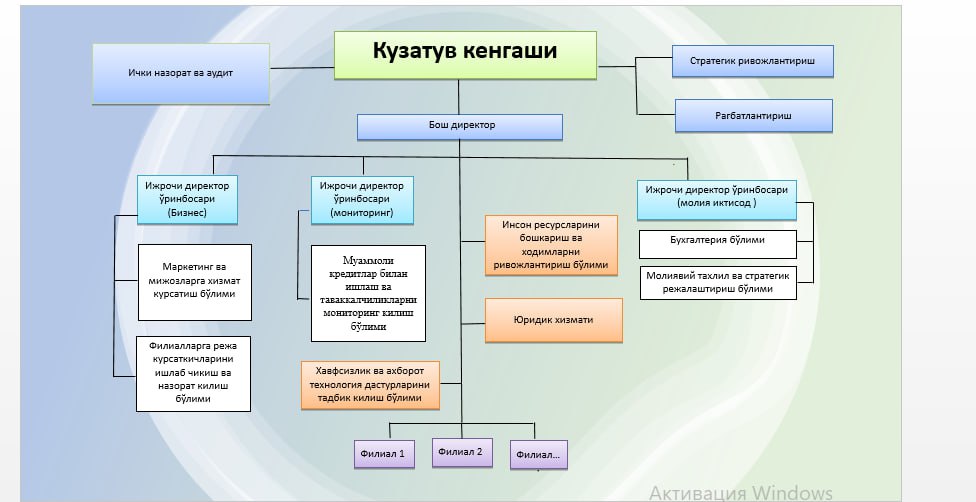 Кузатув кенгаши
Ички назорат ва аудит
Стратегик ривожлантириш
Рагбатлантириш
Бош директор
Ижрочи директор
ўринбосари
(Бизнес)
Ижрочи директор
ўринбосари
(мониторинг)
Ижрочи директор ўринбосари
(молия иктисод )
Маркетинг ва
мижозларга хизмат
курсатиш бўлими
Филиалларга режа
курсаткичларини
ишлаб чикиш ва
назорат килиш
бўлими
Муаммоли
кредитлар билан
ишлаш ва
таваккалчиликларни
мониторинг килиш
бўлими
Инсон ресурсларини
бошкариш ва
ходимларни
ривожлантириш бўлими
Юридик хизмати
Бухгалтерия бўлими
Молиявий тахлил ва стратегик
режалаштириш бўлими
Хавфсизлик ва ахборот
технология дастурларини
тадбик килиш бўлими
Филиал 1
Филиал 2
Филиал...
Активация Windows